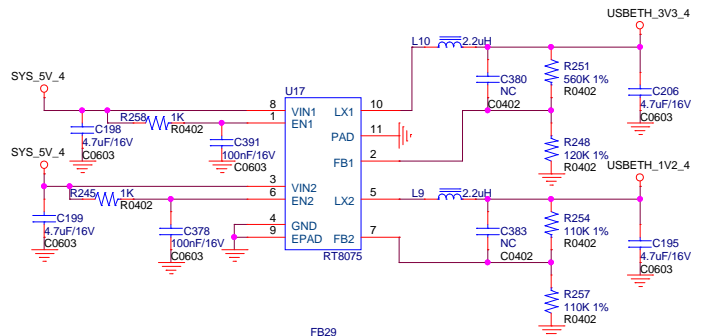 USBETH_3V3_4
L10 2.2uH
SYS_5V_4
U17
C380
NC
C0402
R251
560K 1%
R0402
C206
4.7uF/16V
C0603
R258 1K
R0402
8 VIN1 LX1 10
1 EN1
C198
4.7uF/16V
C0603
C391
100nF/16V
C0603
PAD 11
SYS_5V_4
FB1 2
R248
120K 1%
R0402
USBETH_1V2_4
R245 1K
R0402
3 VIN2 LX2 5
6 EN2
L9 2.2uH
C199
4.7uF/16V
C0603
C378
100nF/16V
C0603
4 GND
9 EPAD FB2 7
RT8075
C383
NC
C0402
R254
110K 1%
R0402
C195
4.7uF/16V
C0603
R257
110K 1%
R0402
FB29